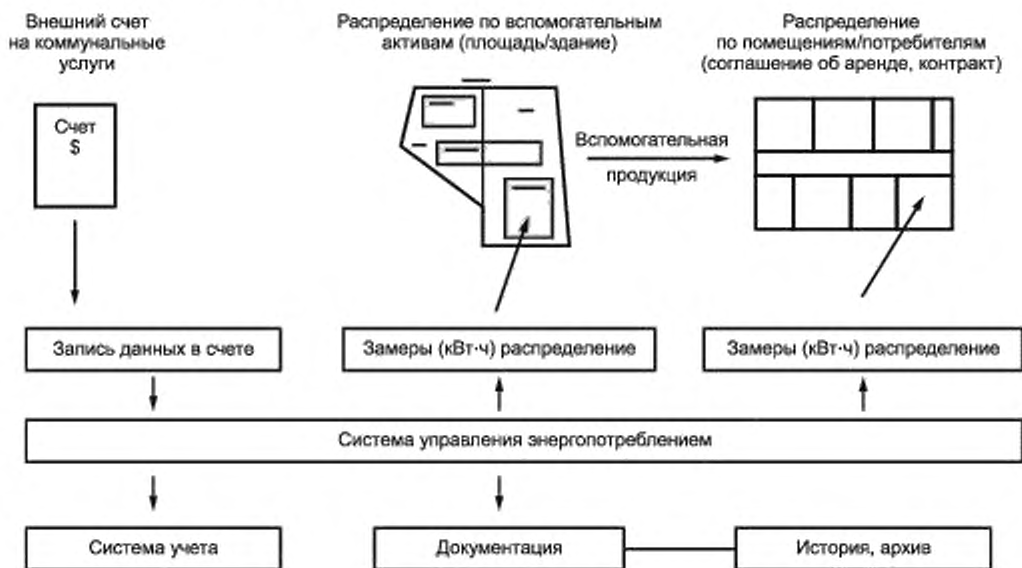 Внешний счет
на коммунальные
услуги
Распределение по вспомогательным
активам (площадь/здание)
Распределение
по помещениям/потребителям
(соглашение об аренде, контракт)
Счет
$
Вспомогательная
продукция
Запись данных в счете
Замеры (кВт·ч) распределение
Замеры (кВт·ч) распределение
Система управления энергопотреблением
Система учета
Документация
История, архив